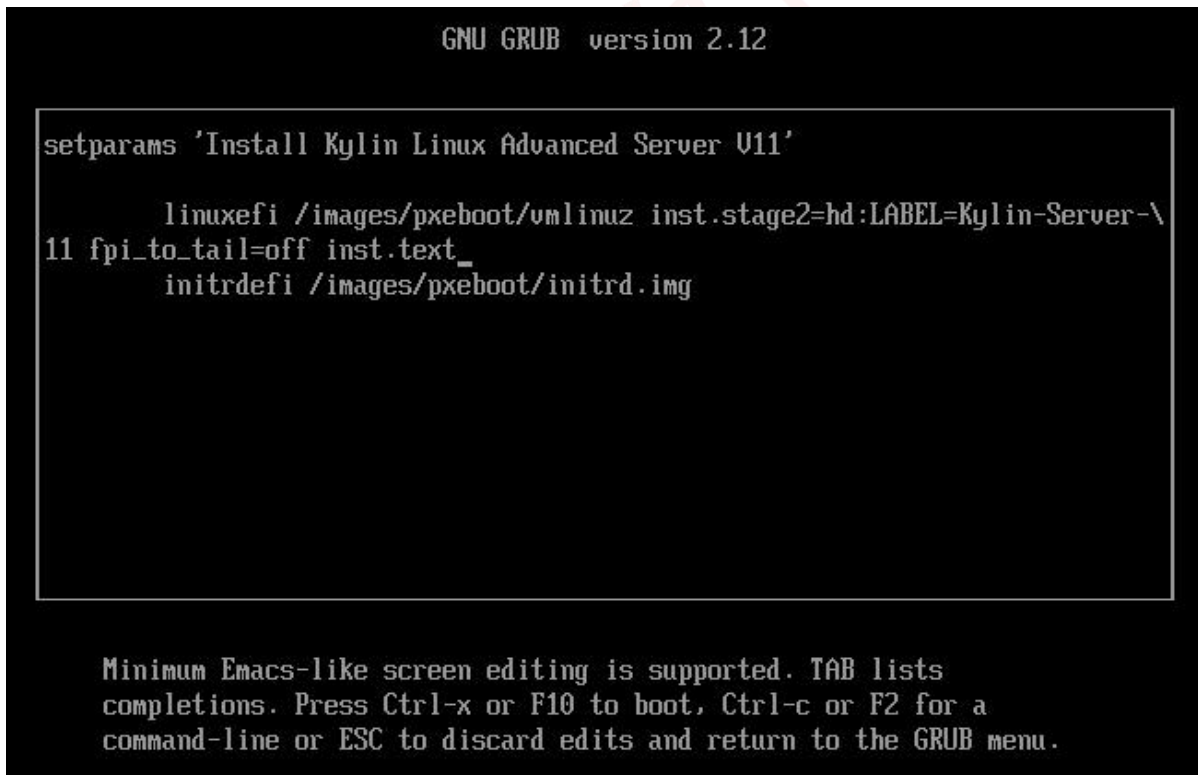 GNU GRUB  version 2.12
setparams 'Install Kylin Linux Advanced Server V11'
linuxefi /images/pxeboot/vmlinuz inst.stage2=hd:LABEL=Kylin-Server-\
11 fpi_to_tail=off inst.text_
initrdefi /images/pxeboot/initrd.img
Minimum Emacs-like screen editing is supported. TAB lists
completions. Press Ctrl-x or F10 to boot, Ctrl-c or F2 for a
command-line or ESC to discard edits and return to the GRUB menu.